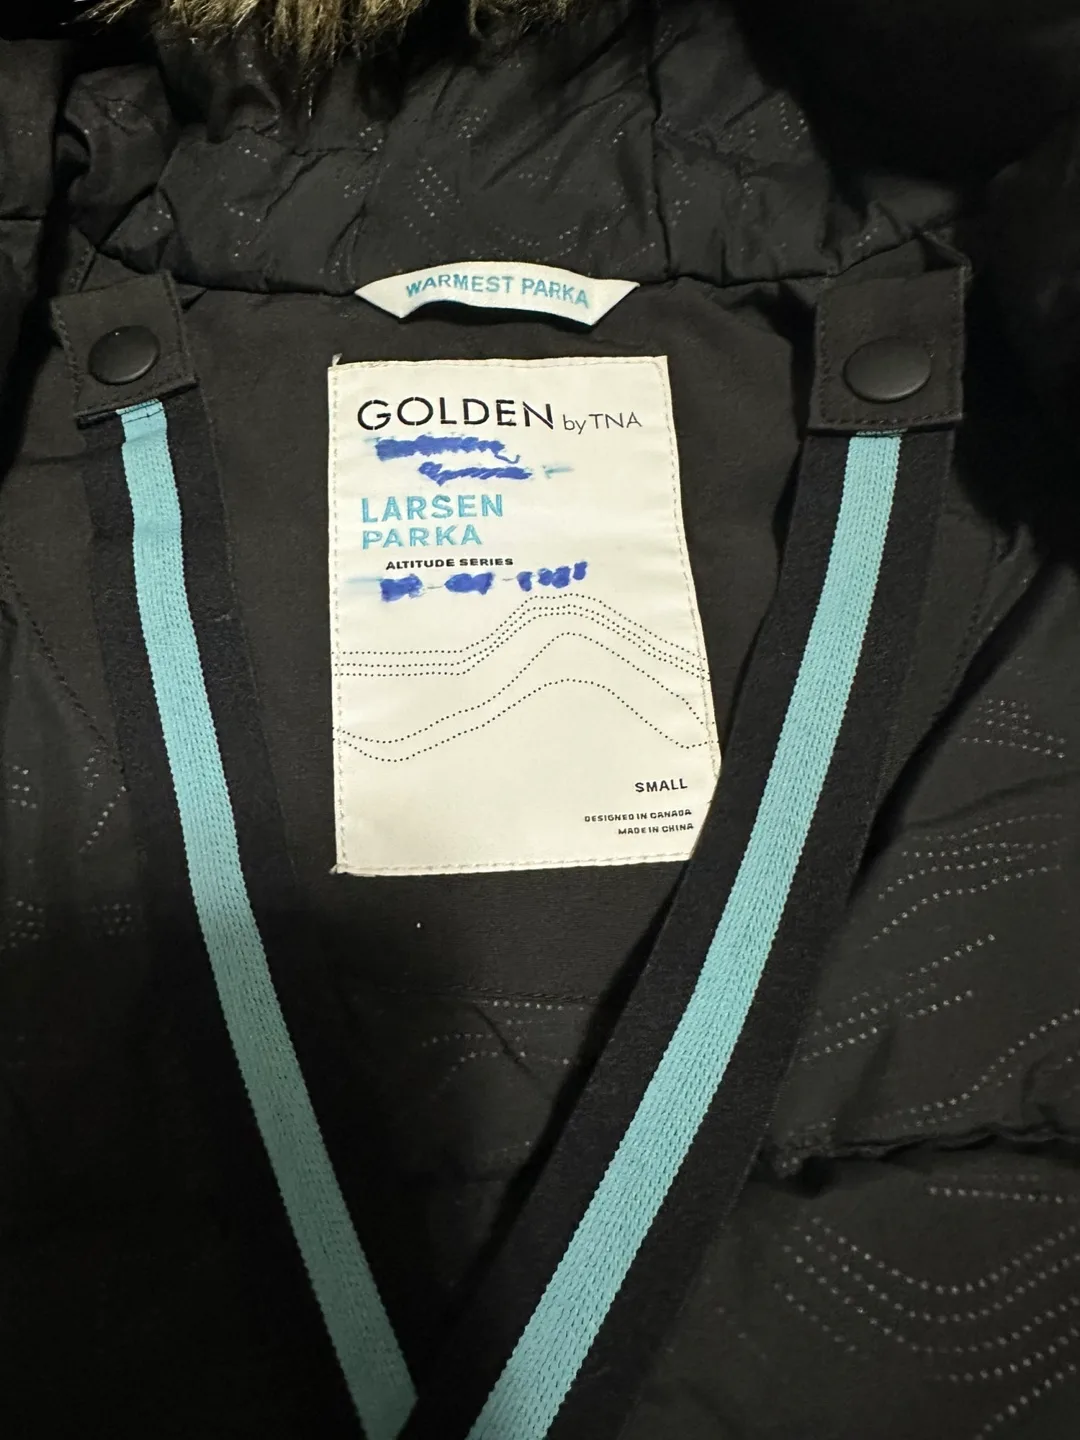 WARMEST PARKA
GOLDEN by TNA
LARSEN
PARKA
ALTITUDE SERIES
SMALL
DESIGNED IN CANADA
MADE IN CHINA